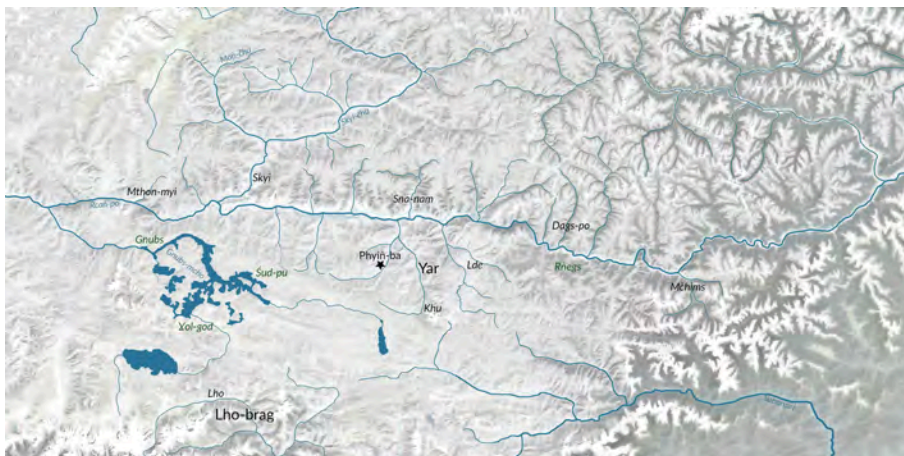 Mthon-myi
Skyi
Sna-nam
Dags-po
Gnubs
Phyin-ba
Yar
Lde
Rnegs
Sud-pu
Mchims
Khu
Yol-god
Lho
Lho-brag